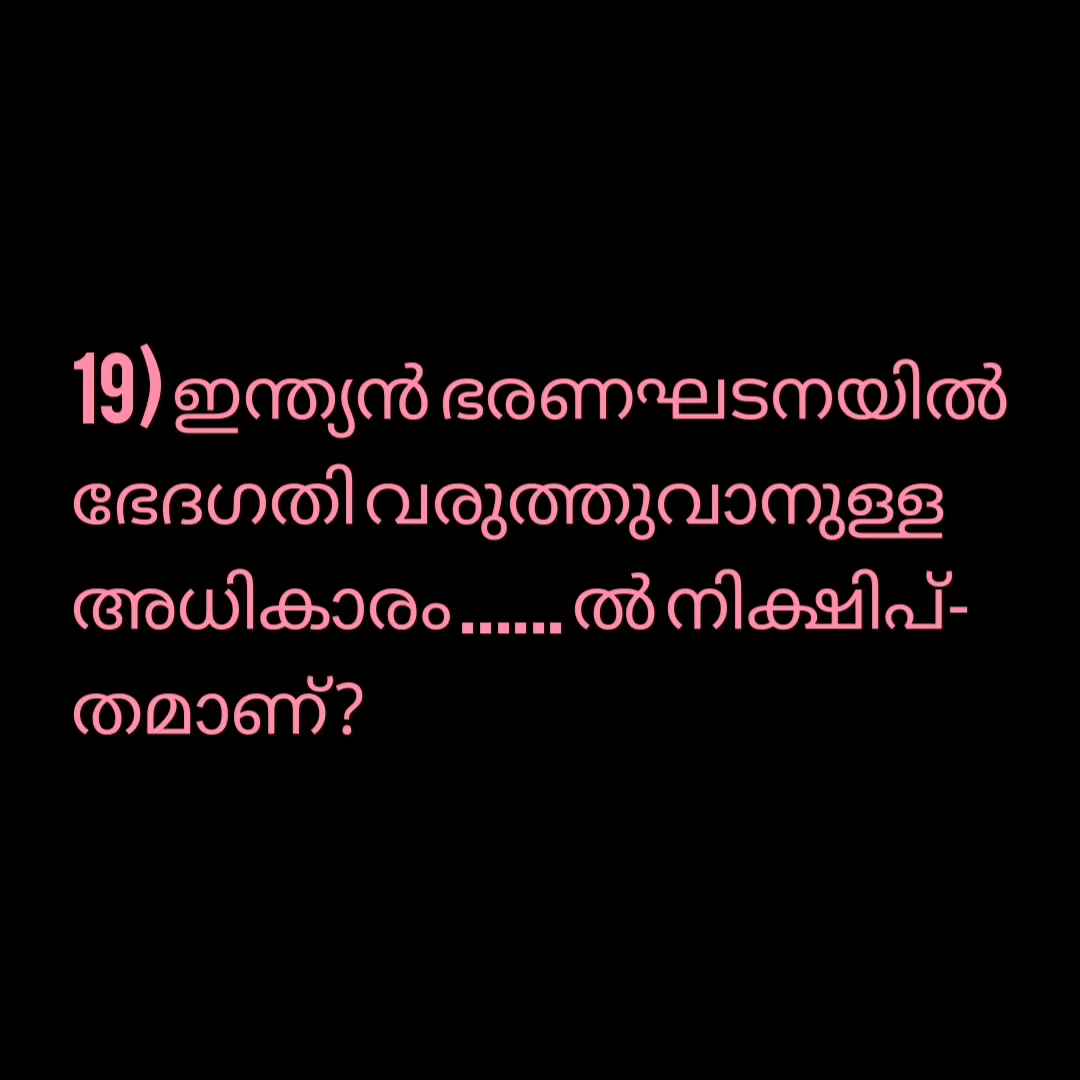 19) ഇന്ത്യൻ ഭരണഘടനയിൽ
ഭേദഗതി വരുത്തുവാനുള്ള
അധികാരം ...... ൽ നിക്ഷിപ്-
തമാണ്?